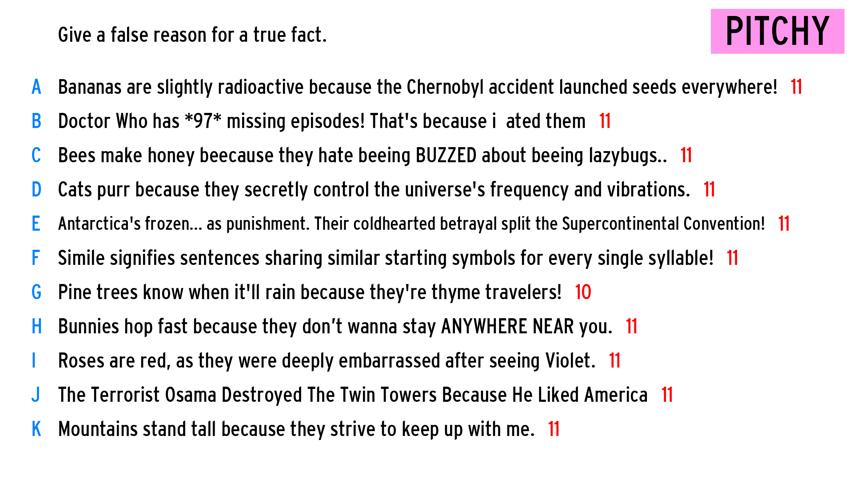 Give a false reason for a true fact.
PITCHY
A Bananas are slightly radioactive because the Chernobyl accident launched seeds everywhere! 11
B Doctor Who has *97* missing episodes! That's because i  ated them 11
C Bees make honey beecause they hate beeing BUZZED about beeing lazybugs.. 11
D Cats purr because they secretly control the universe's frequency and vibrations. 11
E Antarctica's frozen... as punishment. Their coldhearted betrayal split the Supercontinental Convention! 11
F Simile signifies sentences sharing similar starting symbols for every single syllable! 11
G Pine trees know when it'll rain because they're thyme travelers! 10
H Bunnies hop fast because they don’t wanna stay ANYWHERE NEAR you. 11
I Roses are red, as they were deeply embarrassed after seeing Violet. 11
J The Terrorist Osama Destroyed The Twin Towers Because He Liked America 11
K Mountains stand tall because they strive to keep up with me. 11